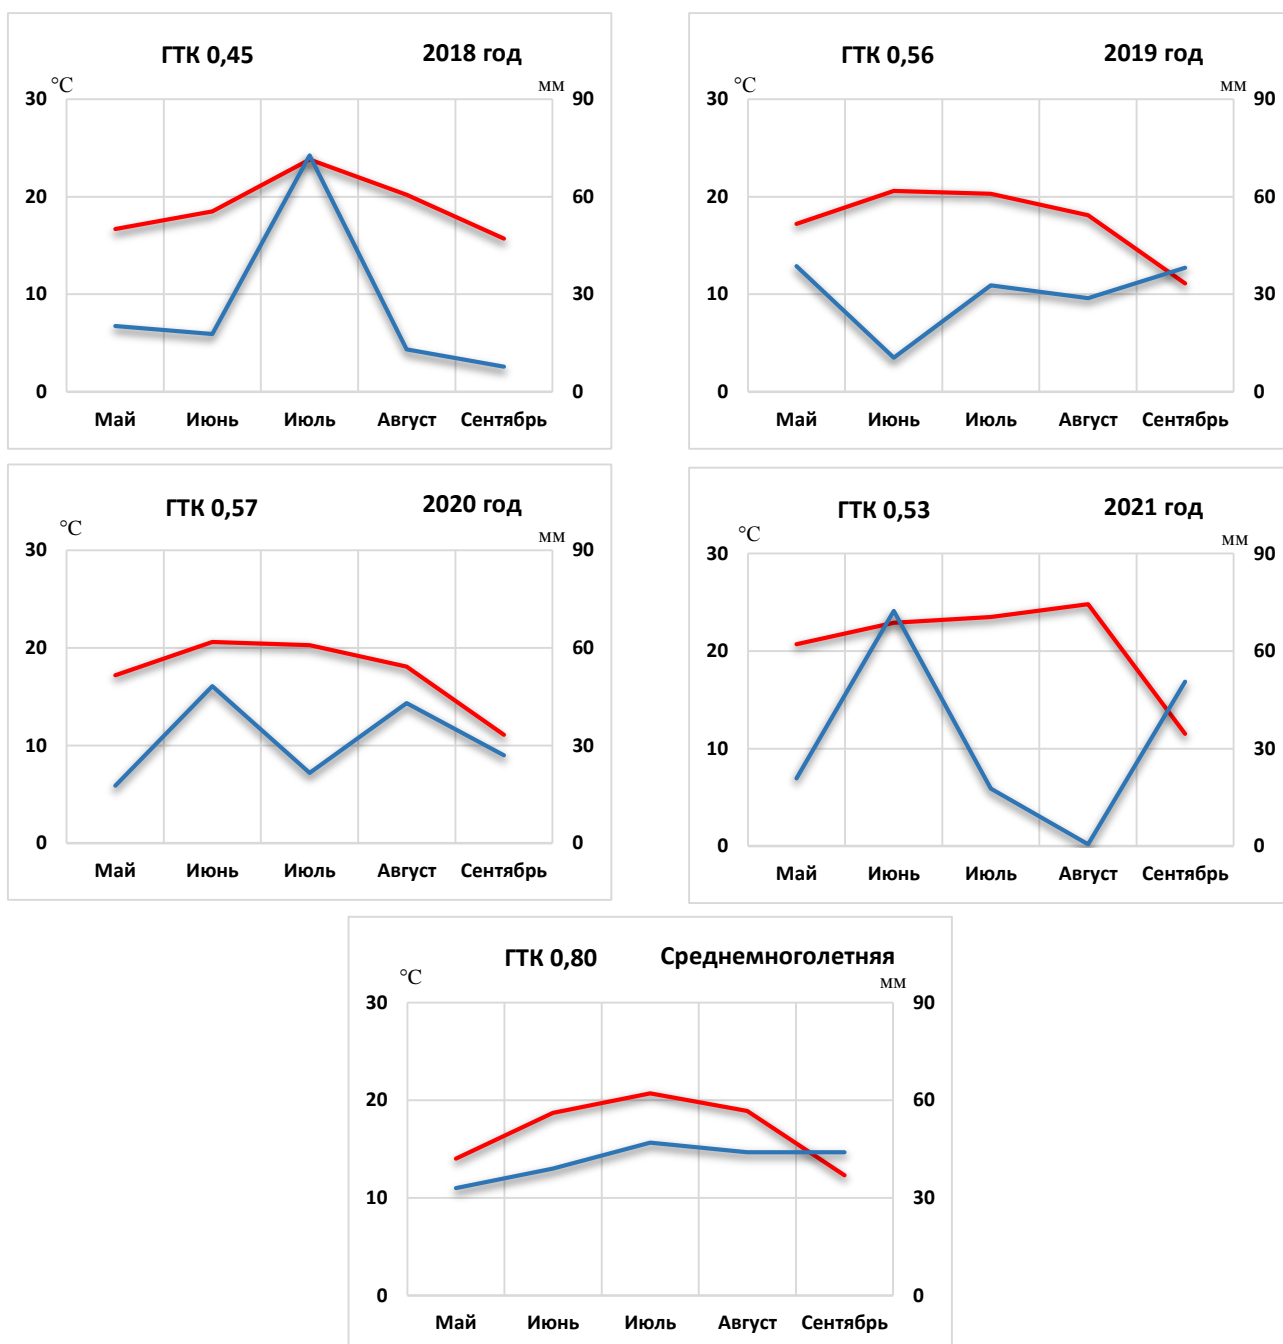 ГТК 0,45 2018 год
°C мм
30 90
20 60
10 30
0 0
Май Июнь Июль Август Сентябрь
ГТК 0,56 2019 год
°C мм
30 90
20 60
10 30
0 0
Май Июнь Июль Август Сентябрь
ГТК 0,57 2020 год
°C мм
30 90
20 60
10 30
0 0
Май Июнь Июль Август Сентябрь
ГТК 0,53 2021 год
°C мм
30 90
20 60
10 30
0 0
Май Июнь Июль Август Сентябрь
ГТК 0,80 Среднемноголетняя
°C мм
30 90
20 60
10 30
0 0
Май Июнь Июль Август Сентябрь